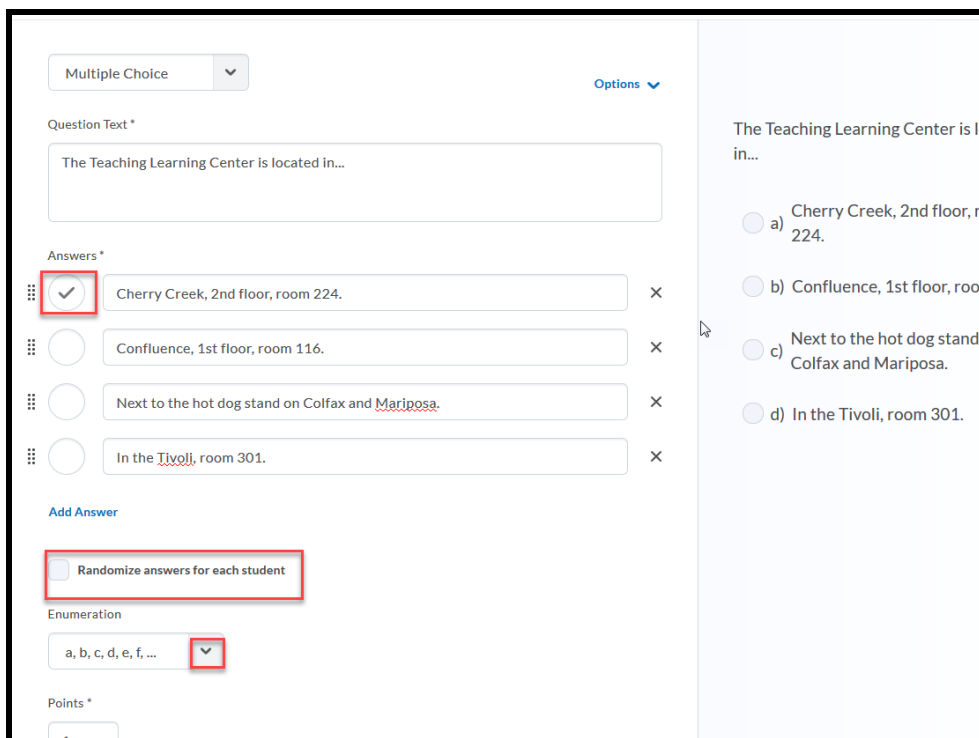 Multiple Choice
Options
Question Text *
The Teaching Learning Center is located in...
Answers *
Cherry Creek, 2nd floor, room 224.
Confluence, 1st floor, room 116.
Next to the hot dog stand on Colfax and Mariposa.
In the Tivoli, room 301.
Add Answer
Randomize answers for each student
Enumeration
a, b, c, d, e, f, ...
Points *
The Teaching Learning Center is
in...
a) Cherry Creek, 2nd floor,
224.
b) Confluence, 1st floor,
c) Next to the hot dog stand
Colfax and Mariposa.
d) In the Tivoli, room 301.